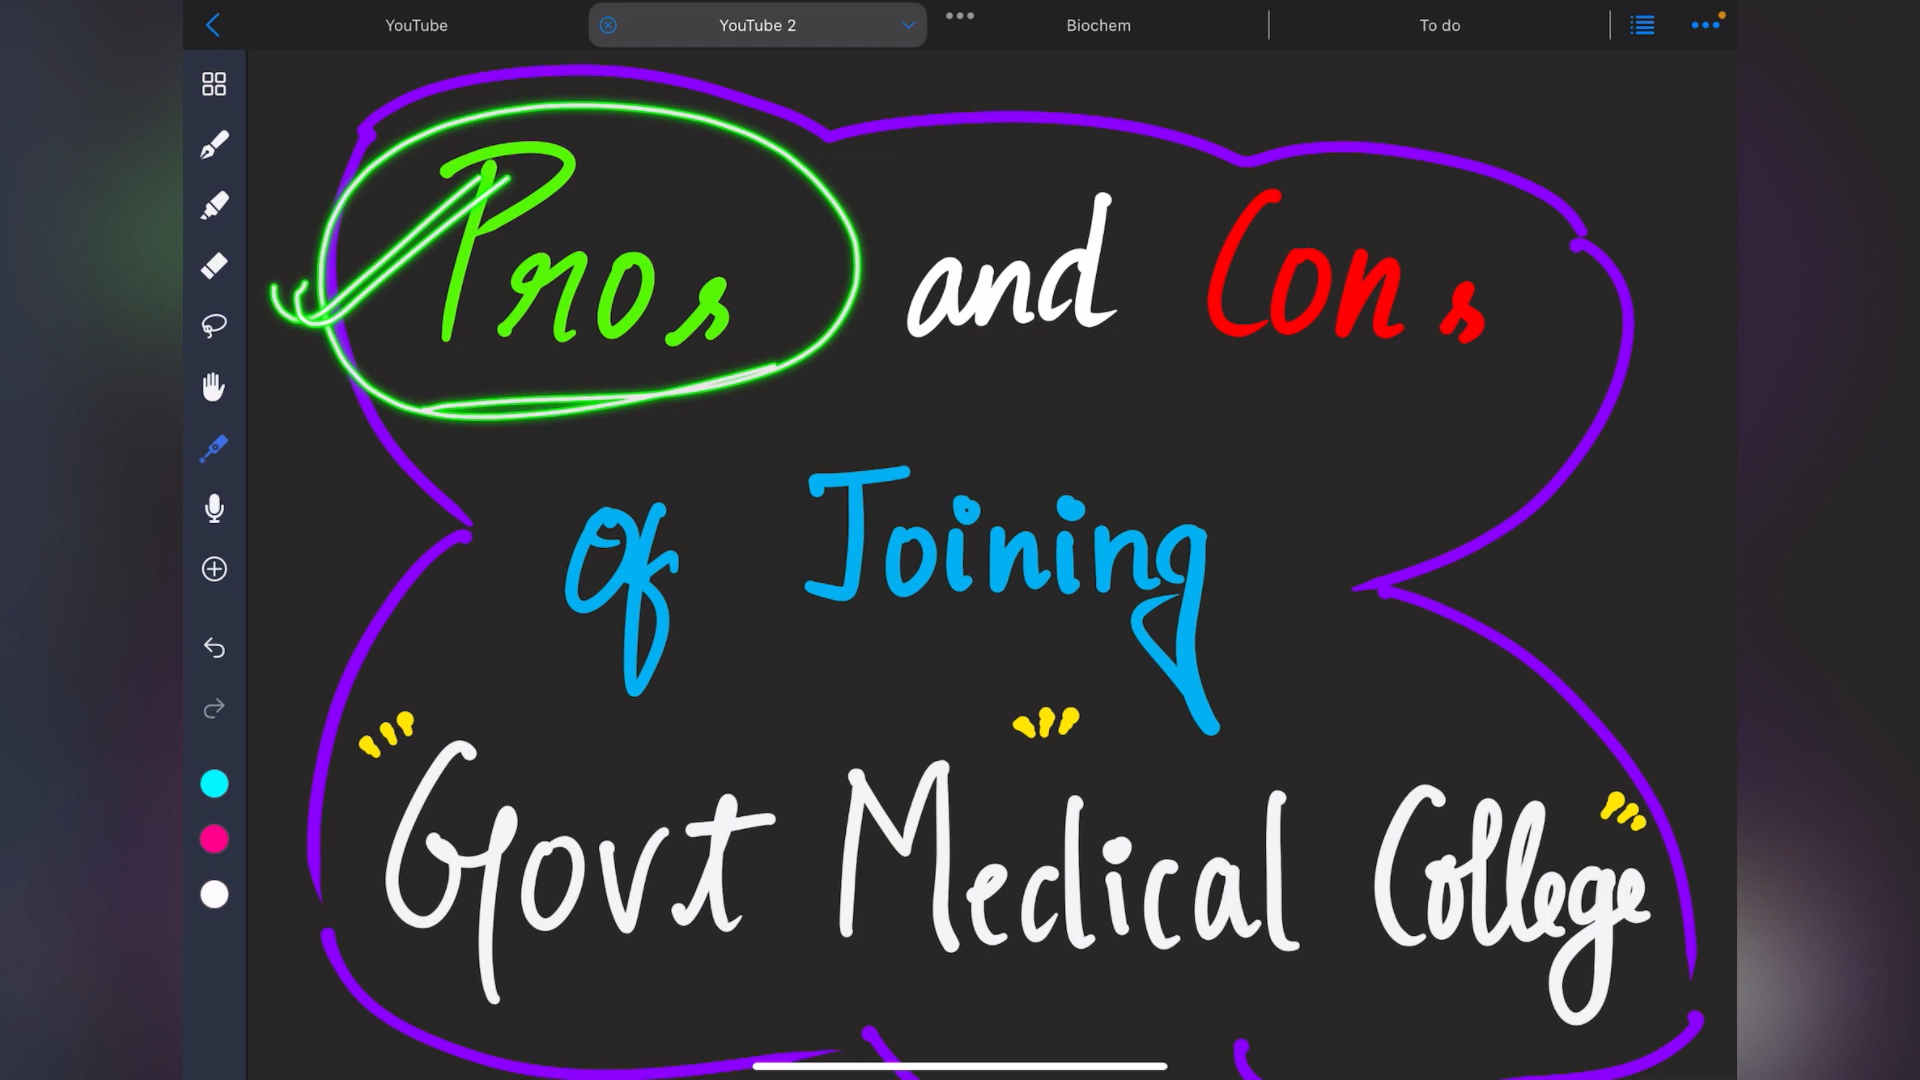 YouTube YouTube 2 Biochem To do
Pros and Cons
Of Joining
Govt Medical College